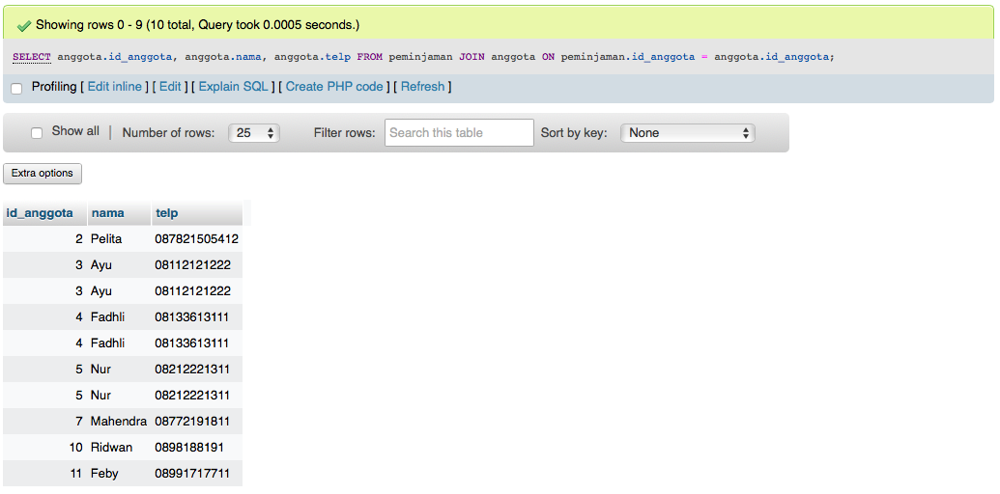 Showing rows 0 - 9 (10 total, Query took 0.0005 seconds.)
SELECT anggota.id_anggota, anggota.nama, anggota.telp FROM peminjaman JOIN anggota ON peminjaman.id_anggota = anggota.id_anggota;
Profiling [ Edit inline ] [ Edit ] [ Explain SQL ] [ Create PHP code ] [ Refresh ]
Show all | Number of rows: 25 Filter rows: Search this table Sort by key: None
Extra options
id_anggota nama telp
2 Pelita 087821505412
3 Ayu 08112121222
3 Ayu 08112121222
4 Fadhli 08133613111
4 Fadhli 08133613111
5 Nur 08212221311
5 Nur 08212221311
7 Mahendra 08772191811
10 Ridwan 0898188191
11 Feby 08991717711